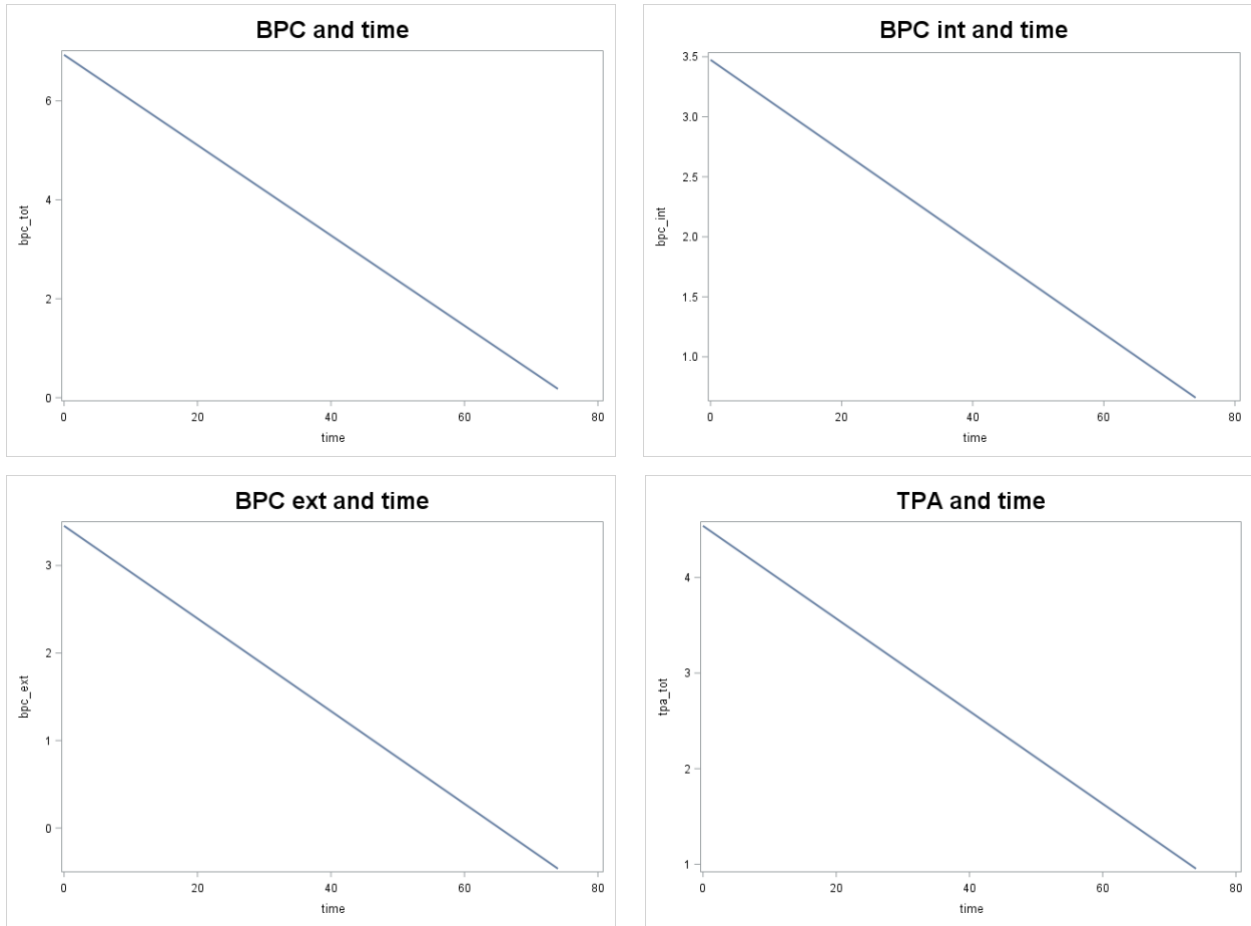 BPC and time
6
4
2
0
bpc_tot
0 20 40 60 80
time
BPC int and time
3.5
3.0
2.5
2.0
1.5
1.0
bpc_int
0 20 40 60 80
time
BPC ext and time
3
2
1
0
bpc_ext
0 20 40 60 80
time
TPA and time
4
3
2
1
tpa_tot
0 20 40 60 80
time